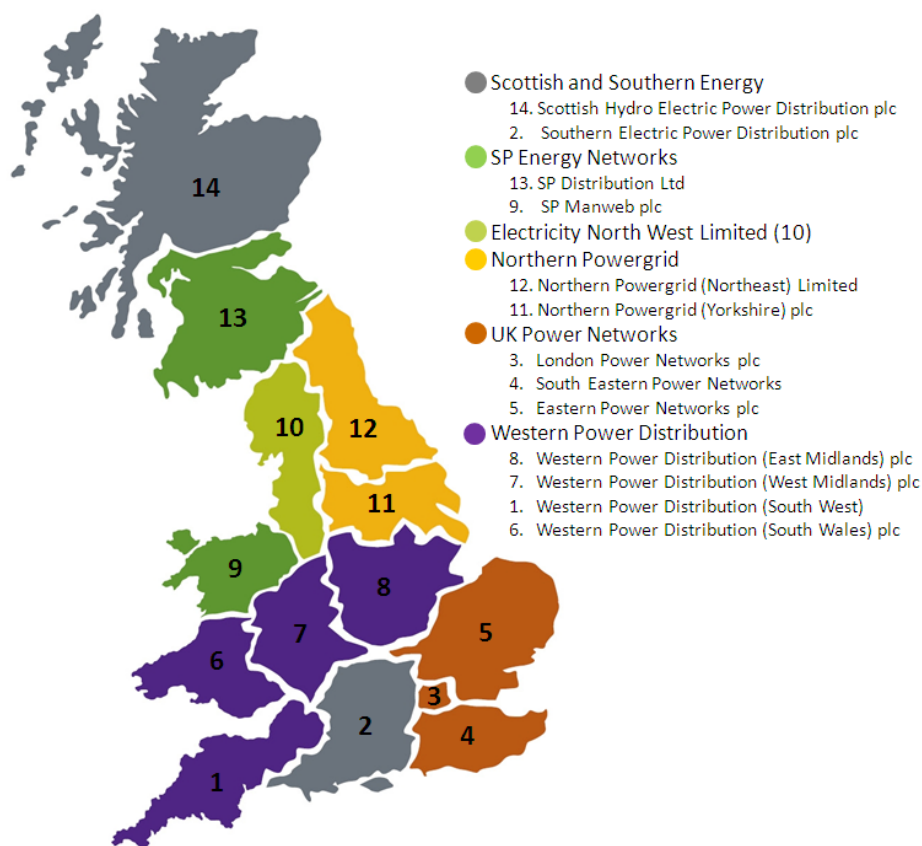 Scottish and Southern Energy
14. Scottish Hydro Electric Power Distribution plc
2. Southern Electric Power Distribution plc
SP Energy Networks
13. SP Distribution Ltd
9. SP Manweb plc
Electricity North West Limited (10)
Northern Powergrid
12. Northern Powergrid (Northeast) Limited
11. Northern Powergrid (Yorkshire) plc
UK Power Networks
3. London Power Networks plc
4. South Eastern Power Networks
5. Eastern Power Networks plc
Western Power Distribution
8. Western Power Distribution (East Midlands) plc
7. Western Power Distribution (West Midlands) plc
1. Western Power Distribution (South West)
6. Western Power Distribution (South Wales) plc
14
13
10
12
11
9
8
7
5
6
3
2
4
1